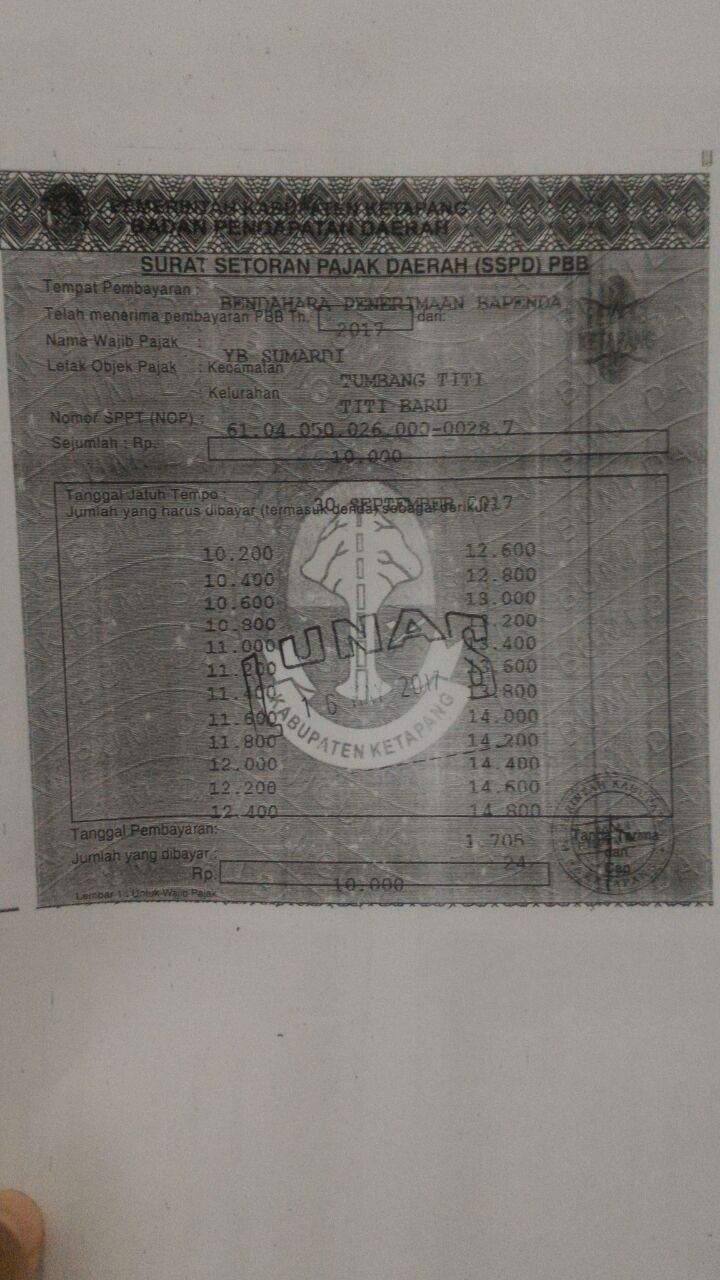 PEMERINTAH KABUPATEN KETAPANG
BADAN PENDAPATAN DAERAH
SURAT SETORAN PAJAK DAERAH (SSPD) PBB
Tempat Pembayaran : BENDAHARA PENERIMAAN BAPENDA
Telah menerima pembayaran PBB Th. 2017 dari:
Nama Wajib Pajak : YB SUMARDI
Letak Objek Pajak : Kecamatan TUMBANG TITI
: Kelurahan TITI BARU
Nomor SPPT (NOP) : 61.04.050.026.000-0028.7
Sejumlah : Rp. 10.000
KETAPANG
Tanggal Jatuh Tempo : 30 SEPTEMBER 2017
Jumlah yang harus dibayar (termasuk denda) sebagai berikut :
10.200 12.600
10.400 12.800
10.600 13.000
10.800 .200
11.000 13.400
11. 00 13.600
11.400 13.800
11.600 14.000
11.800 14.200
12.000 14.400
12.200 14.600
12.400 14.800
LUNAS
16 2017
KABUPATEN KETAPANG
Tanggal Pembayaran:
1.705
24
Jumlah yang dibayar :
Rp. 10.000
Tanda Terima
dan
Cap
Lembar 1 : Untuk Wajib Pajak